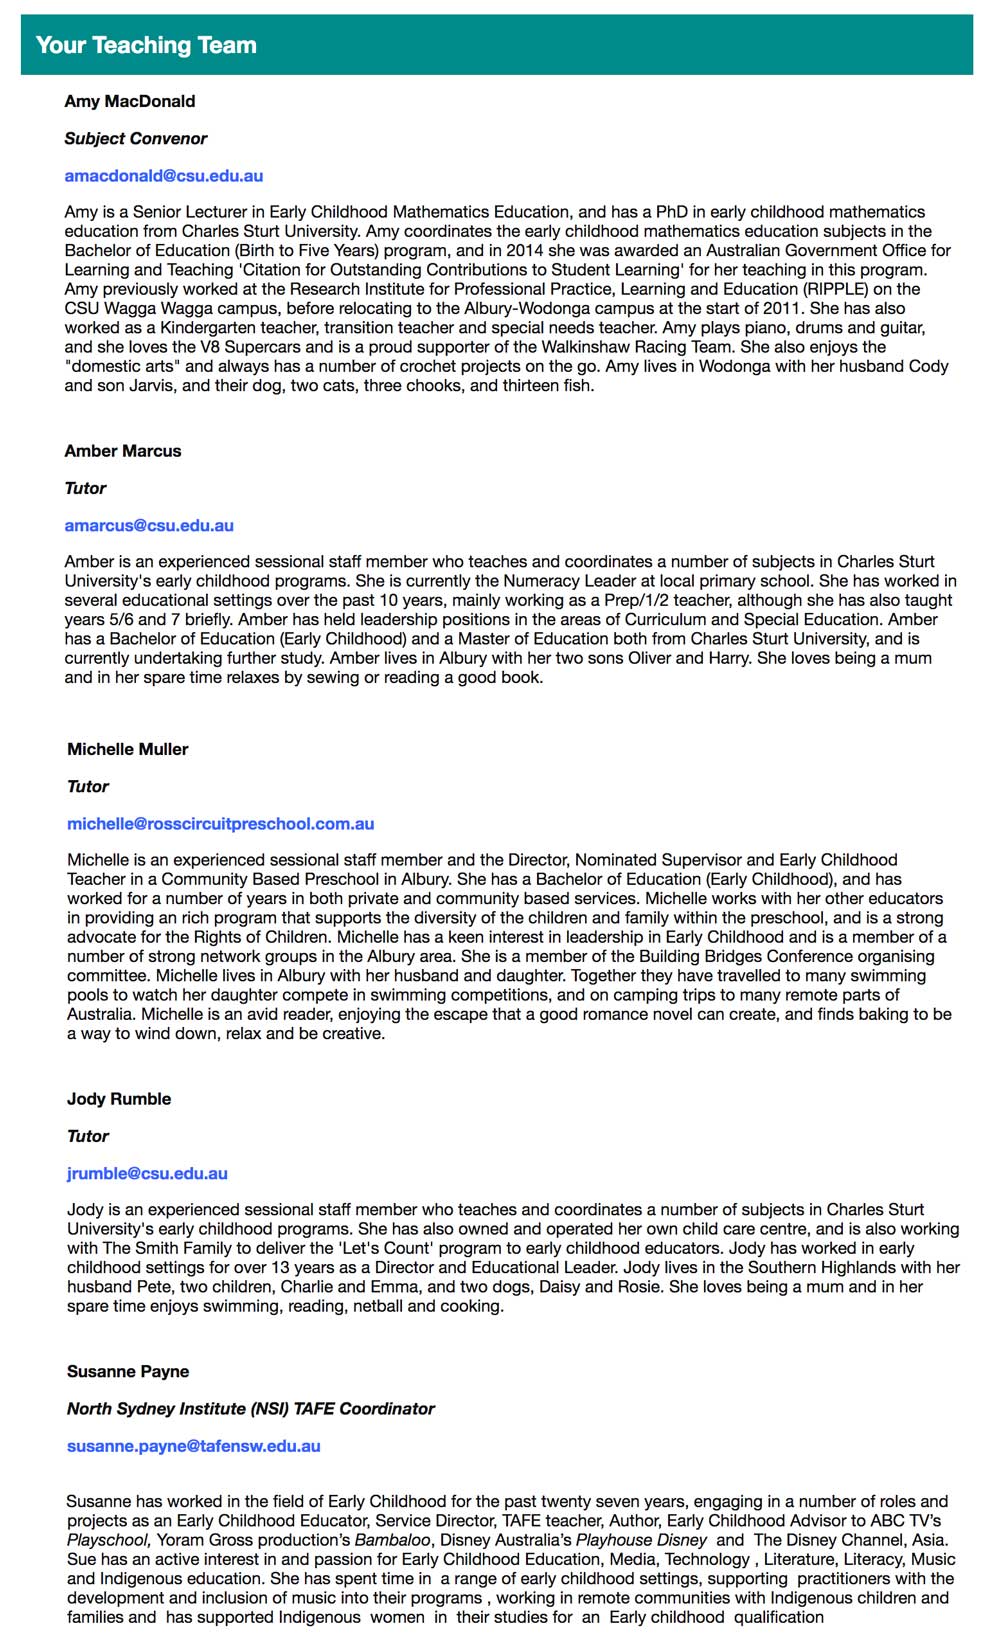 Your Teaching Team
Amy MacDonald
Subject Convenor
amacdonald@csu.edu.au
Amy is a Senior Lecturer in Early Childhood Mathematics Education, and has a PhD in early childhood mathematics
education from Charles Sturt University. Amy coordinates the early childhood mathematics education subjects in the
Bachelor of Education (Birth to Five Years) program, and in 2014 she was awarded an Australian Government Office for
Learning and Teaching 'Citation for Outstanding Contributions to Student Learning' for her teaching in this program.
Amy previously worked at the Research Institute for Professional Practice, Learning and Education (RIPPLE) on the
CSU Wagga Wagga campus, before relocating to the Albury-Wodonga campus at the start of 2011. She has also
worked as a Kindergarten teacher, transition teacher and special needs teacher. Amy plays piano, drums and guitar,
and she loves the V8 Supercars and is a proud supporter of the Walkinshaw Racing Team. She also enjoys the
"domestic arts" and always has a number of crochet projects on the go. Amy lives in Wodonga with her husband Cody
and son Jarvis, and their dog, two cats, three chooks, and thirteen fish.
Amber Marcus
Tutor
amarcus@csu.edu.au
Amber is an experienced sessional staff member who teaches and coordinates a number of subjects in Charles Sturt
University's early childhood programs. She is currently the Numeracy Leader at local primary school. She has worked in
several educational settings over the past 10 years, mainly working as a Prep/1/2 teacher, although she has also taught
years 5/6 and 7 briefly. Amber has held leadership positions in the areas of Curriculum and Special Education. Amber
has a Bachelor of Education (Early Childhood) and a Master of Education both from Charles Sturt University, and is
currently undertaking further study. Amber lives in Albury with her two sons Oliver and Harry. She loves being a mum
and in her spare time relaxes by sewing or reading a good book.
Michelle Muller
Tutor
michelle@rosscircuitpreschool.com.au
Michelle is an experienced sessional staff member and the Director, Nominated Supervisor and Early Childhood
Teacher in a Community Based Preschool in Albury. She has a Bachelor of Education (Early Childhood), and has
worked for a number of years in both private and community based services. Michelle works with her other educators
in providing an rich program that supports the diversity of the children and family within the preschool, and is a strong
advocate for the Rights of Children. Michelle has a keen interest in leadership in Early Childhood and is a member of a
number of strong network groups in the Albury area. She is a member of the Building Bridges Conference organising
committee. Michelle lives in Albury with her husband and daughter. Together they have travelled to many swimming
pools to watch her daughter compete in swimming competitions, and on camping trips to many remote parts of
Australia. Michelle is an avid reader, enjoying the escape that a good romance novel can create, and finds baking to be
a way to wind down, relax and be creative.
Jody Rumble
Tutor
jrumble@csu.edu.au
Jody is an experienced sessional staff member who teaches and coordinates a number of subjects in Charles Sturt
University's early childhood programs. She has also owned and operated her own child care centre, and is also working
with The Smith Family to deliver the 'Let's Count' program to early childhood educators. Jody has worked in early
childhood settings for over 13 years as a Director and Educational Leader. Jody lives in the Southern Highlands with her
husband Pete, two children, Charlie and Emma, and two dogs, Daisy and Rosie. She loves being a mum and in her
spare time enjoys swimming, reading, netball and cooking.
Susanne Payne
North Sydney Institute (NSI) TAFE Coordinator
susanne.payne@tafensw.edu.au
Susanne has worked in the field of Early Childhood for the past twenty seven years, engaging in a number of roles and
projects as an Early Childhood Educator, Service Director, TAFE teacher, Author, Early Childhood Advisor to ABC TV's
Playschool, Yoram Gross production's Bambaloo, Disney Australia's Playhouse Disney and The Disney Channel, Asia.
Sue has an active interest in and passion for Early Childhood Education, Media, Technology , Literature, Literacy, Music
and Indigenous education. She has spent time in a range of early childhood settings, supporting practitioners with the
development and inclusion of music into their programs , working in remote communities with Indigenous children and
families and has supported Indigenous women in their studies for an Early childhood qualification